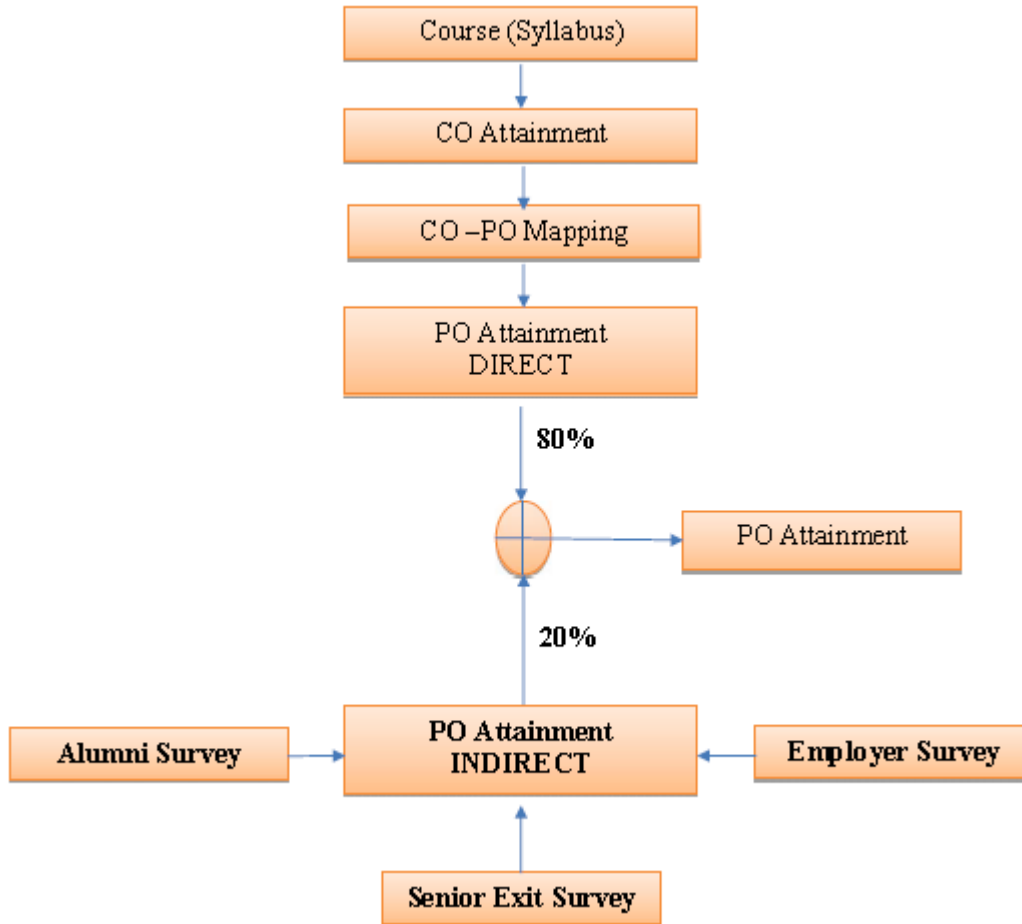 Course (Syllabus)
CO Attainment
CO –PO Mapping
PO Attainment
DIRECT
80%
PO Attainment
20%
Alumni Survey
PO Attainment
INDIRECT
Employer Survey
Senior Exit Survey